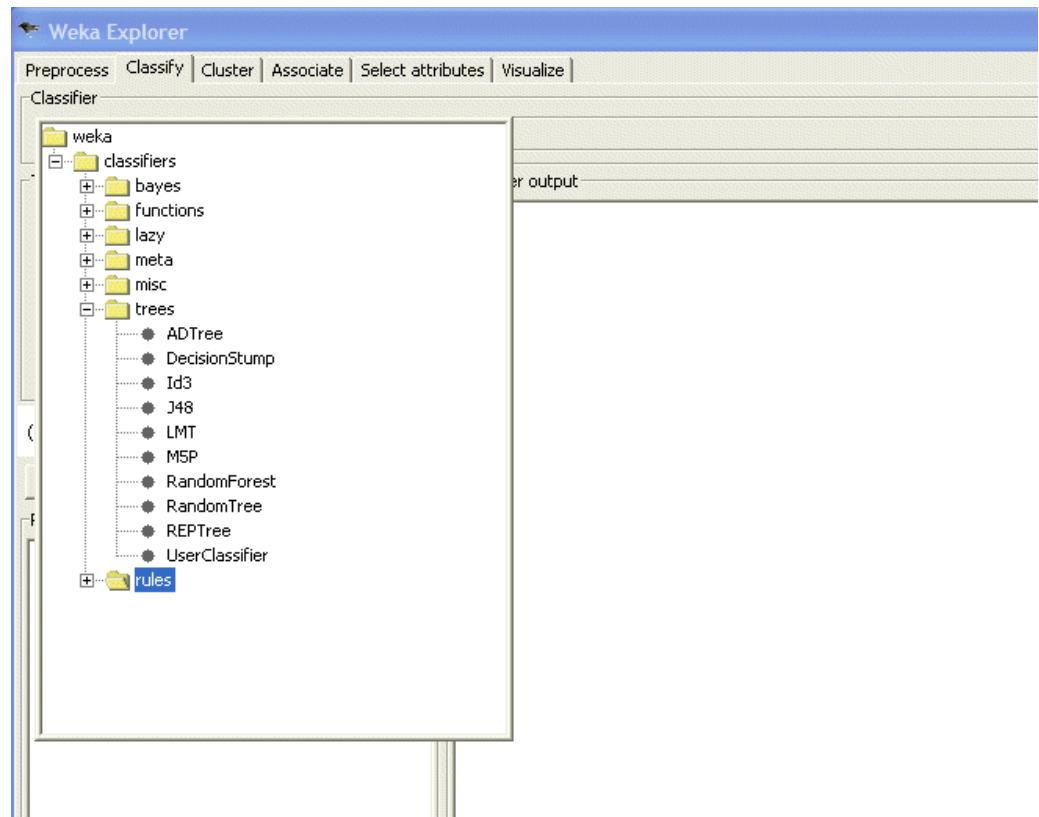 Weka Explorer
Preprocess Classify Cluster Associate Select attributes Visualize
Classifier
weka
classifiers
er output
bayes
functions
lazy
meta
misc
trees
ADTree
DecisionStump
Id3
J48
LMT
M5P
RandomForest
RandomTree
REPTree
UserClassifier
rules